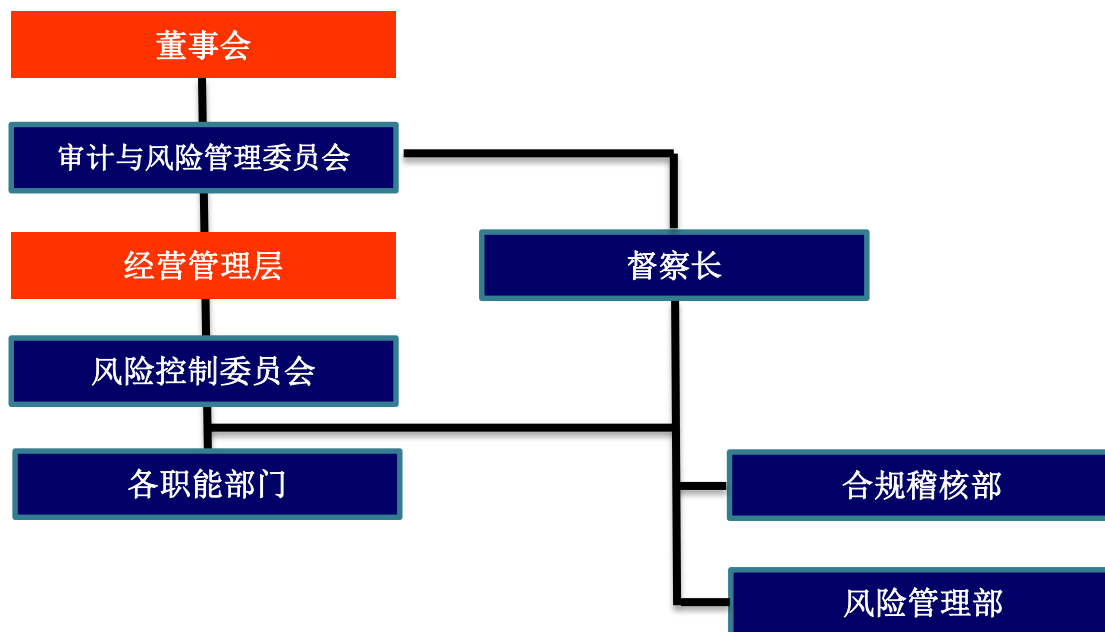 董事会
审计与风险管理委员会
经营管理层
督察长
风险控制委员会
各职能部门
合规稽核部
风险管理部